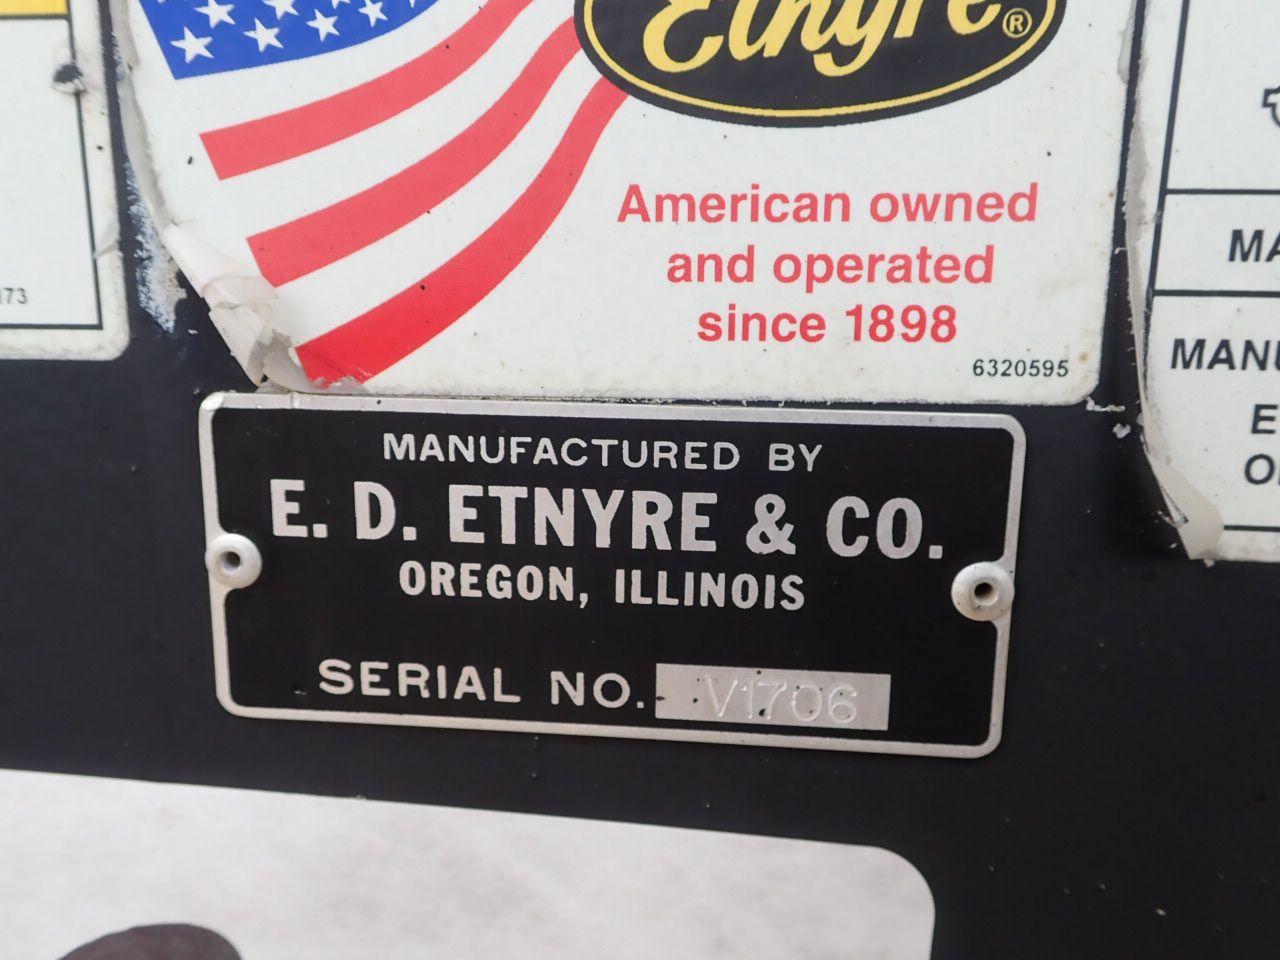 Etnyre®
American owned
and operated
since 1898
6320595
MANUFACTURED BY
E. D. ETNYRE & CO.
OREGON, ILLINOIS
SERIAL NO. V1706